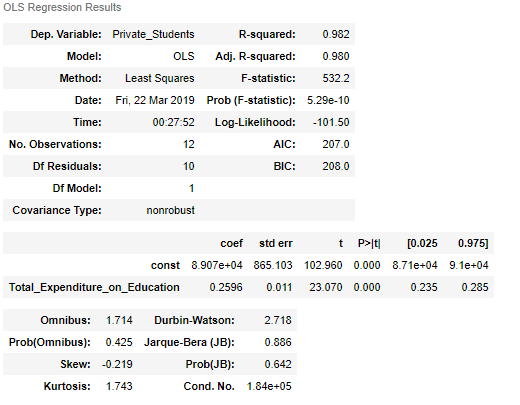 OLS Regression Results
Dep. Variable: Private_Students R-squared: 0.982
Model: OLS Adj. R-squared: 0.980
Method: Least Squares F-statistic: 532.2
Date: Fri, 22 Mar 2019 Prob (F-statistic): 5.29e-10
Time: 00:27:52 Log-Likelihood: -101.50
No. Observations: 12 AIC: 207.0
Df Residuals: 10 BIC: 208.0
Df Model: 1
Covariance Type: nonrobust
coef std err t P>|t| [0.025 0.975]
const 8.907e+04 865.103 102.960 0.000 8.71e+04 9.1e+04
Total_Expenditure_on_Education 0.2596 0.011 23.070 0.000 0.235 0.285
Omnibus: 1.714 Durbin-Watson: 2.718
Prob(Omnibus): 0.425 Jarque-Bera (JB): 0.886
Skew: -0.219 Prob(JB): 0.642
Kurtosis: 1.743 Cond. No. 1.84e+05